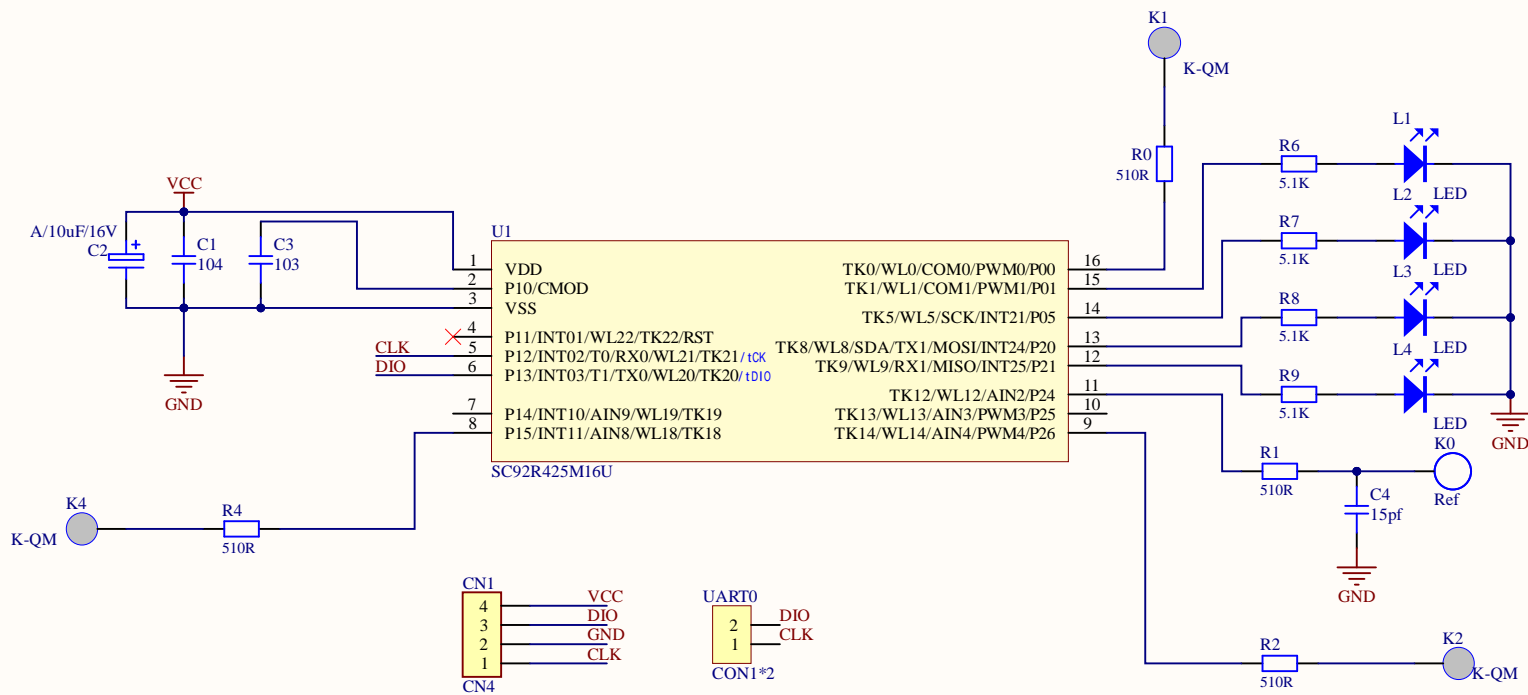 K1
K-QM
R0
510R
VCC
A/10uF/16V
C2
C1
104
C3
103
GND
U1
1 VDD
2 P10/CMOD
3 VSS
4 P11/INT01/WL22/TK22/RST
CLK 5 P12/INT02/T0/RX0/WL21/TK21/tCK
DIO 6 P13/INT03/T1/TX0/WL20/TK20/tDIO
7 P14/INT10/AIN9/WL19/TK19
8 P15/INT11/AIN8/WL18/TK18
TK0/WL0/COM0/PWM0/P00 16
TK1/WL1/COM1/PWM1/P01 15
TK5/WL5/SCK/INT21/P05 14
TK8/WL8/SDA/TX1/MOSI/INT24/P20 13
TK9/WL9/RX1/MISO/INT25/P21 12
TK12/WL12/AIN2/P24 11
TK13/WL13/AIN3/PWM3/P25 10
TK14/WL14/AIN4/PWM4/P26 9
SC92R425M16U
R6
5.1K
L1
LED
R7
5.1K
L2
LED
R8
5.1K
L3
LED
R9
5.1K
L4
LED
GND
R1
510R
C4
15pf
K0
Ref
GND
K4
K-QM
R4
510R
CN1
4 VCC
3 DIO
2 GND
1 CLK
CN4
UART0
2 DIO
1 CLK
CON1*2
R2
510R
K2
K-QM